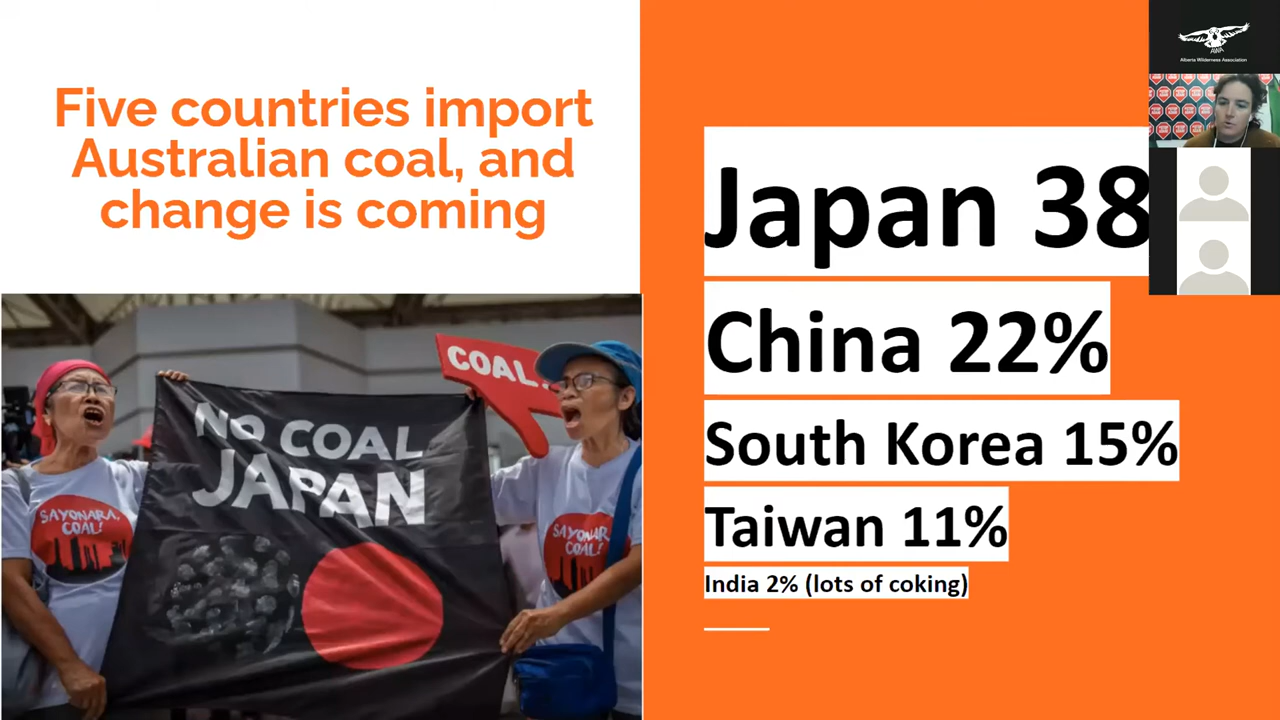 Five countries import
Australian coal, and
change is coming
COAL
NO COAL
JAPAN
SAYONARA,
COAL!
SAYONARA
COAL!
Japan 38
China 22%
South Korea 15%
Taiwan 11%
India 2% (lots of coking)
AWA
Alberta Wilderness Association